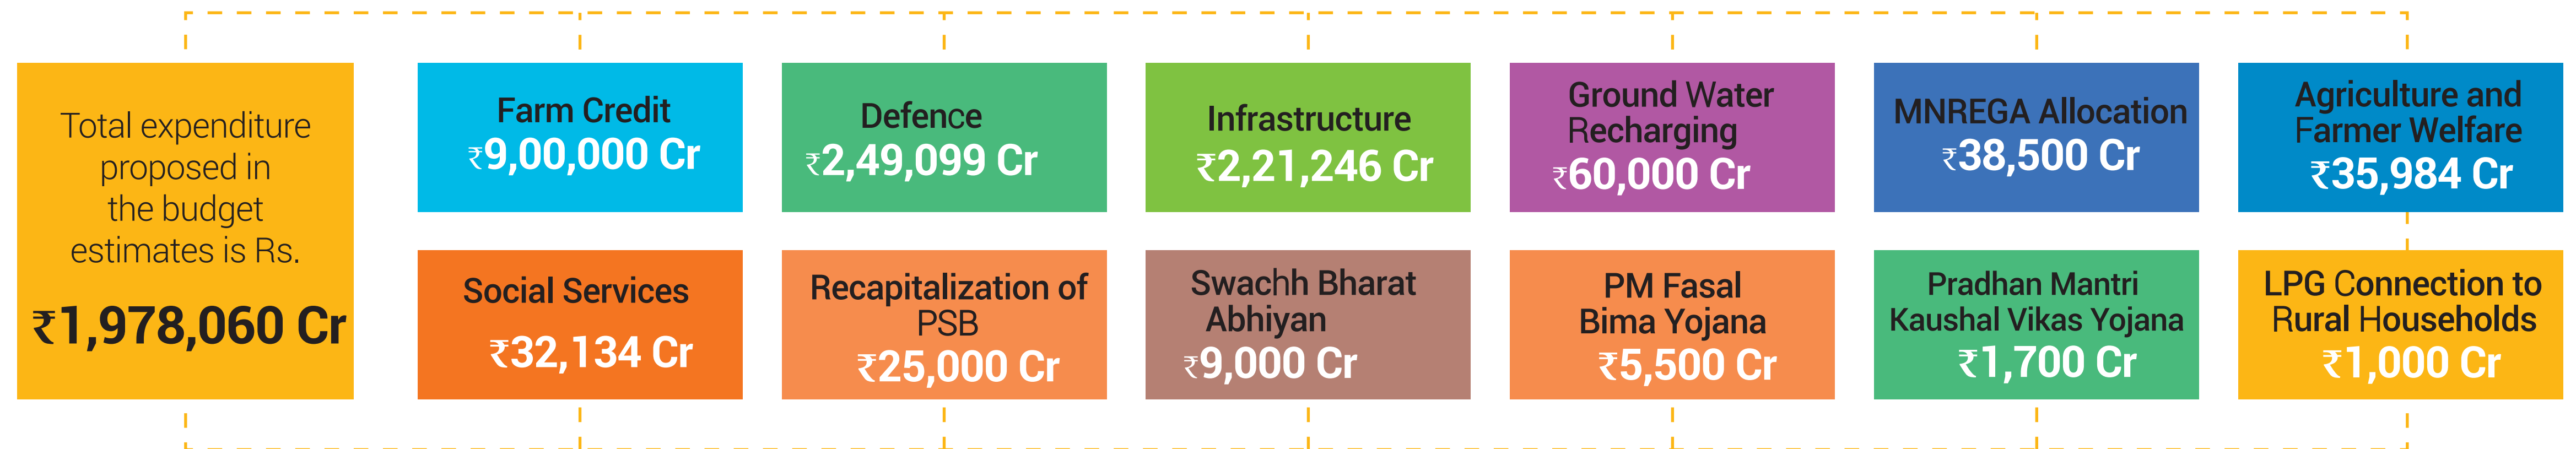 Total expenditure
proposed in
the budget
estimates is Rs.
₹1,978,060 Cr
Farm Credit
₹9,00,000 Cr
Defence
₹2,49,099 Cr
Infrastructure
₹2,21,246 Cr
Ground Water
Recharging
₹60,000 Cr
MNREGA Allocation
₹38,500 Cr
Agriculture and
Farmer Welfare
₹35,984 Cr
Social Services
₹32,134 Cr
Recapitalization of
PSB
₹25,000 Cr
Swachh Bharat
Abhiyan
₹9,000 Cr
PM Fasal
Bima Yojana
₹5,500 Cr
Pradhan Mantri
Kaushal Vikas Yojana
₹1,700 Cr
LPG Connection to
Rural Households
₹1,000 Cr